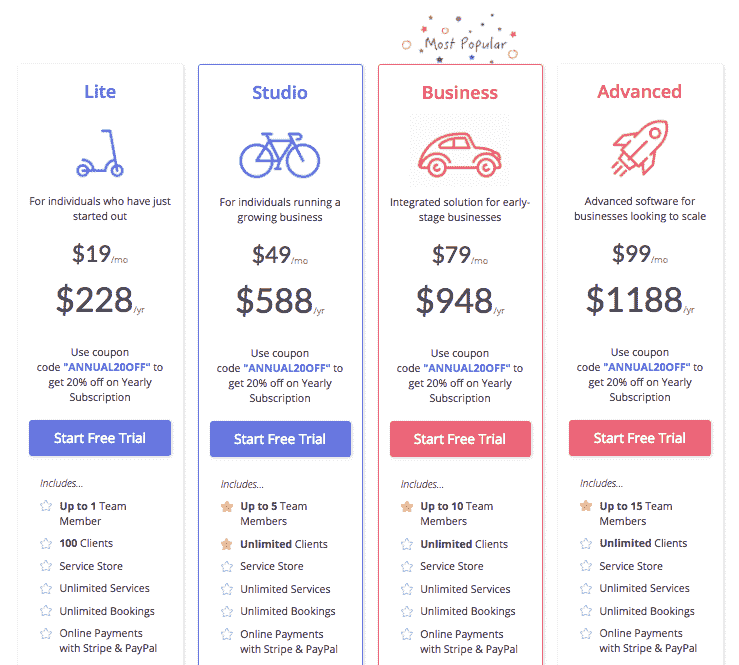 Most Popular
Lite
For individuals who have just
started out
$19/mo
$228/yr
Use coupon
code "ANNUAL20OFF" to
get 20% off on Yearly
Subscription
Start Free Trial
Includes...
Up to 1 Team
Member
100 Clients
Service Store
Unlimited Services
Unlimited Bookings
Online Payments
with Stripe & PayPal
Studio
For individuals running a
growing business
$49/mo
$588/yr
Use coupon
code "ANNUAL20OFF" to
get 20% off on Yearly
Subscription
Start Free Trial
Includes...
Up to 5 Team
Members
Unlimited Clients
Service Store
Unlimited Services
Unlimited Bookings
Online Payments
with Stripe & PayPal
Business
Integrated solution for early-
stage businesses
$79/mo
$948/yr
Use coupon
code "ANNUAL20OFF" to
get 20% off on Yearly
Subscription
Start Free Trial
Includes...
Up to 10 Team
Members
Unlimited Clients
Service Store
Unlimited Services
Unlimited Bookings
Online Payments
with Stripe & PayPal
Advanced
Advanced software for
businesses looking to scale
$99/mo
$1188/yr
Use coupon
code "ANNUAL20OFF" to
get 20% off on Yearly
Subscription
Start Free Trial
Includes...
Up to 15 Team
Members
Unlimited Clients
Service Store
Unlimited Services
Unlimited Bookings
Online Payments
with Stripe & PayPal